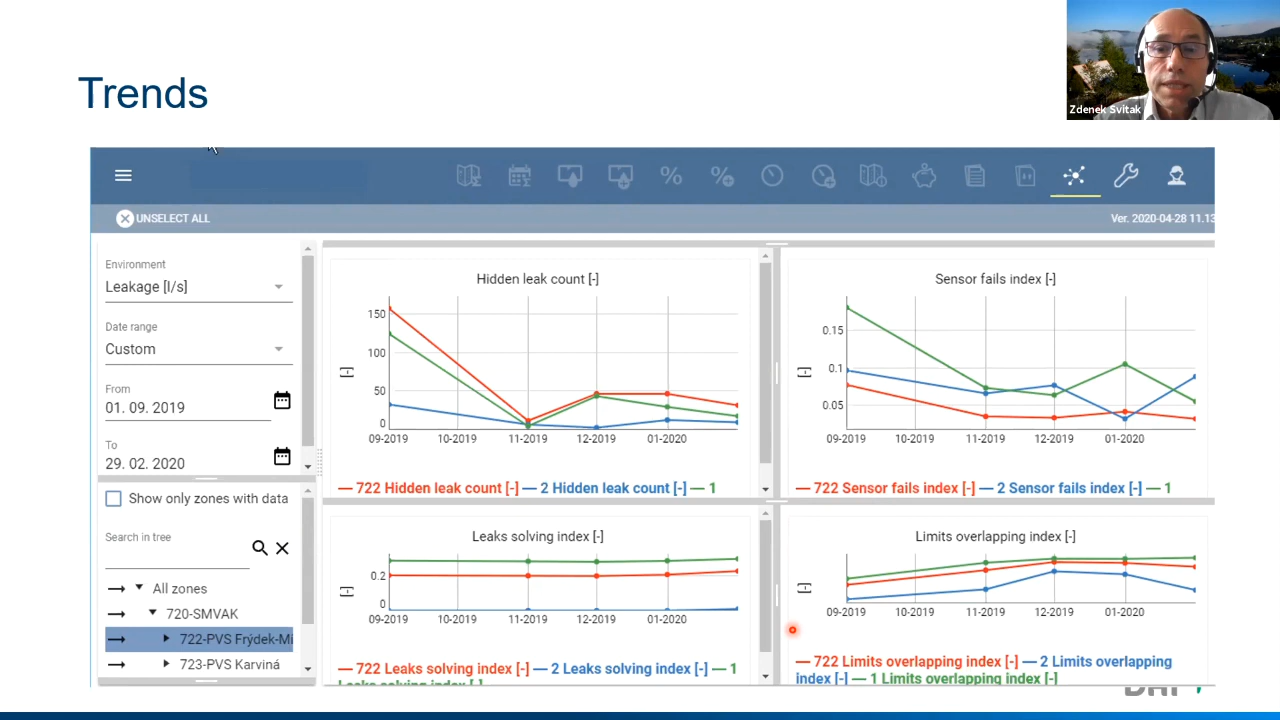 Trends
Zdenek Svitak
UNSELECT ALL
Ver. 2020-04-28 11.13
Environment
Leakage [l/s]
Date range
Custom
From
01. 09. 2019
To
29. 02. 2020
Show only zones with data
Search in tree
All zones
720-SMVAK
722-PVS Frýdek-Mi
723-PVS Karviná
Hidden leak count [-]
150
100
50
0
[-]
09-2019 10-2019 11-2019 12-2019 01-2020
722 Hidden leak count [-] 2 Hidden leak count [-] 1
Sensor fails index [-]
0.15
0.1
0.05
[-]
09-2019 10-2019 11-2019 12-2019 01-2020
722 Sensor fails index [-] 2 Sensor fails index [-] 1
Leaks solving index [-]
0.2
0
[-]
09-2019 10-2019 11-2019 12-2019 01-2020
722 Leaks solving index [-] 2 Leaks solving index [-] 1
Leaks solving index [-]
Limits overlapping index [-]
[-]
09-2019 10-2019 11-2019 12-2019 01-2020
722 Limits overlapping index [-] 2 Limits overlapping
index [-] 1 Limits overlapping index [-]